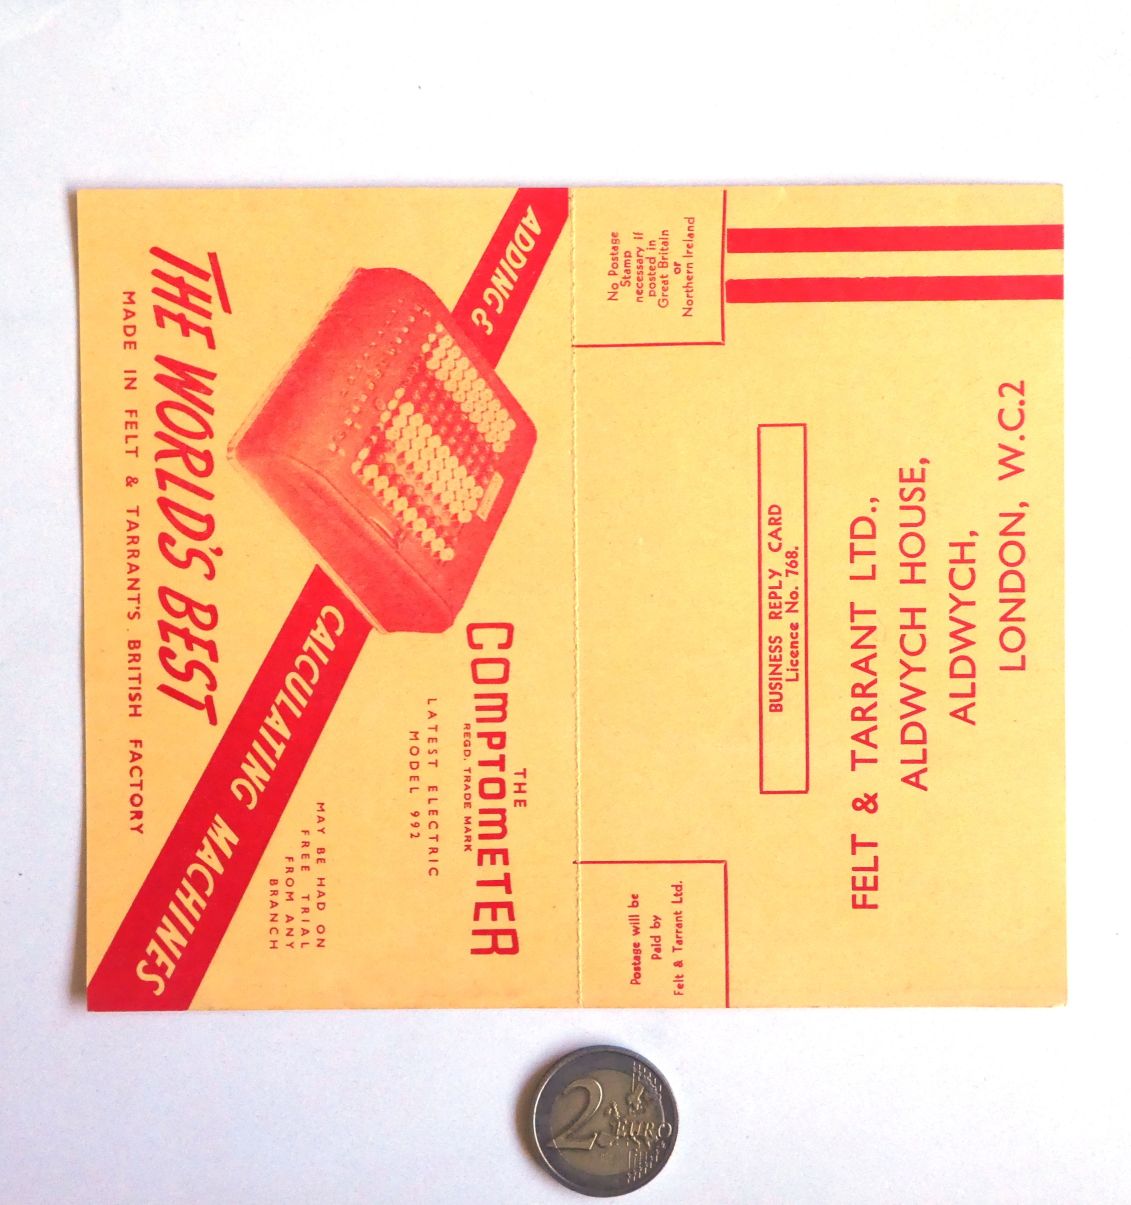 THE
COMPTOMETER
REGD. TRADE MARK
LATEST ELECTRIC
MODEL 992
MAY BE HAD ON
FREE TRIAL
FROM ANY
BRANCH
ADDING &
CALCULATING MACHINES
THE WORLD'S BEST
MADE IN FELT & TARRANT'S BRITISH FACTORY
Postage will be
Paid by
Felt & Tarrant Ltd.
No Postage
Stamp
necessary if
posted in
Great Britain
or
Northern Ireland
BUSINESS REPLY CARD
Licence No. 768.
FELT & TARRANT LTD.,
ALDWYCH HOUSE,
ALDWYCH,
LONDON, W.C.2
2
EURO